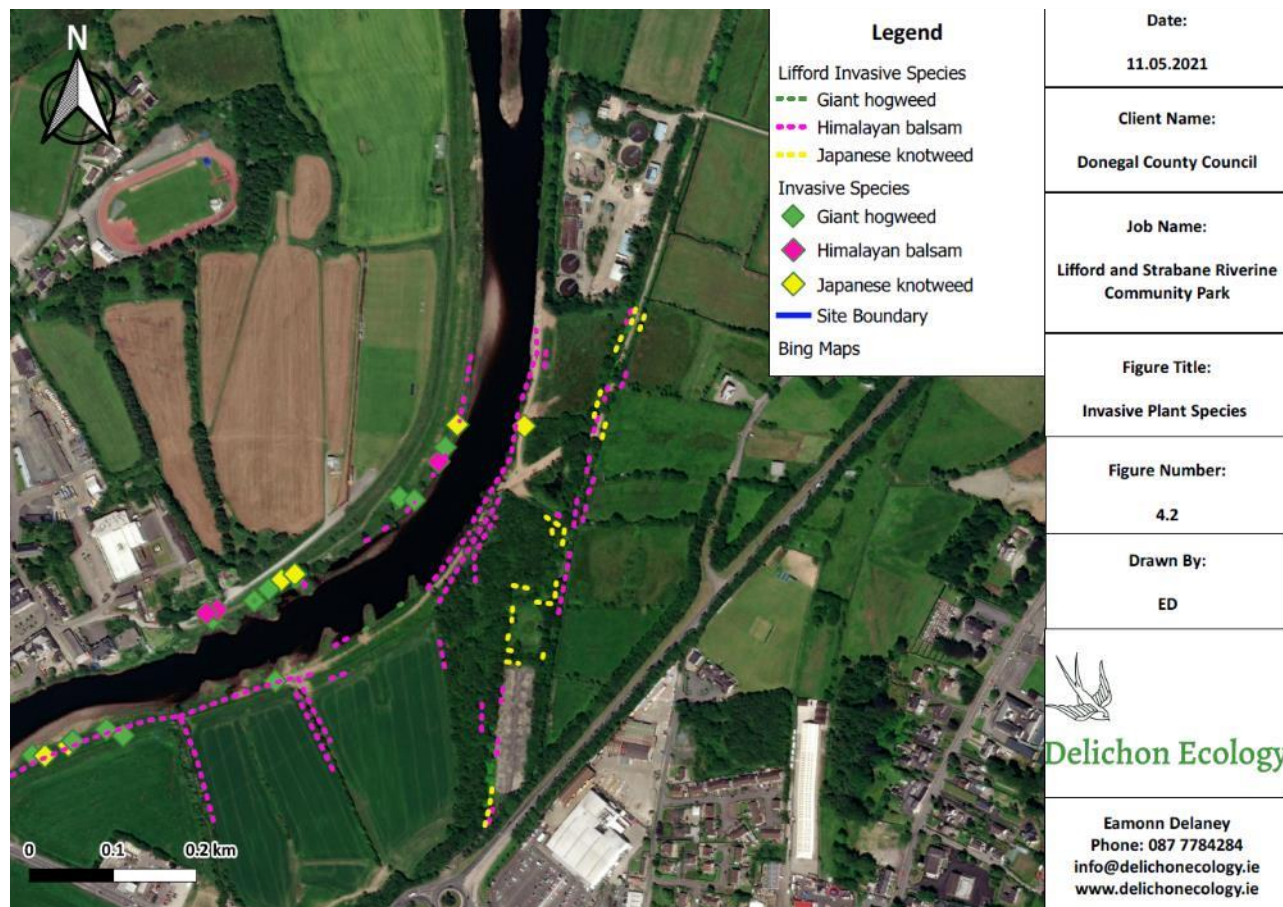 N
Legend
Lifford Invasive Species
Giant hogweed
Himalayan balsam
Japanese knotweed
Invasive Species
Giant hogweed
Himalayan balsam
Japanese knotweed
Site Boundary
Bing Maps
0 0.1 0.2 km
Date:
11.05.2021
Client Name:
Donegal County Council
Job Name:
Lifford and Strabane Riverine
Community Park
Figure Title:
Invasive Plant Species
Figure Number:
4.2
Drawn By:
ED
Delichon Ecology
Eamonn Delaney
Phone: 087 7784284
info@delichonecology.ie
www.delichonecology.ie